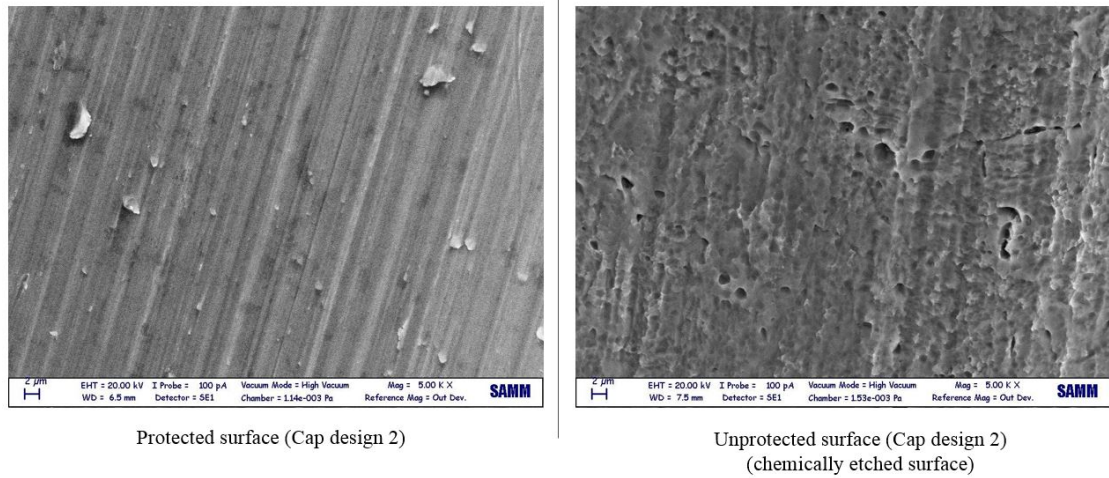 2 µm
EHT = 20.00 kV I Probe = 100 pA Vacuum Mode = High Vacuum Mag = 5.00 K X
WD = 6.5 mm Detector = SE1 Chamber = 1.14e-003 Pa Reference Mag = Out Dev.
SAMM
Protected surface (Cap design 2)
2 µm
EHT = 20.00 kV I Probe = 100 pA Vacuum Mode = High Vacuum Mag = 5.00 K X
WD = 7.5 mm Detector = SE1 Chamber = 1.53e-003 Pa Reference Mag = Out Dev.
SAMM
Unprotected surface (Cap design 2)
(chemically etched surface)